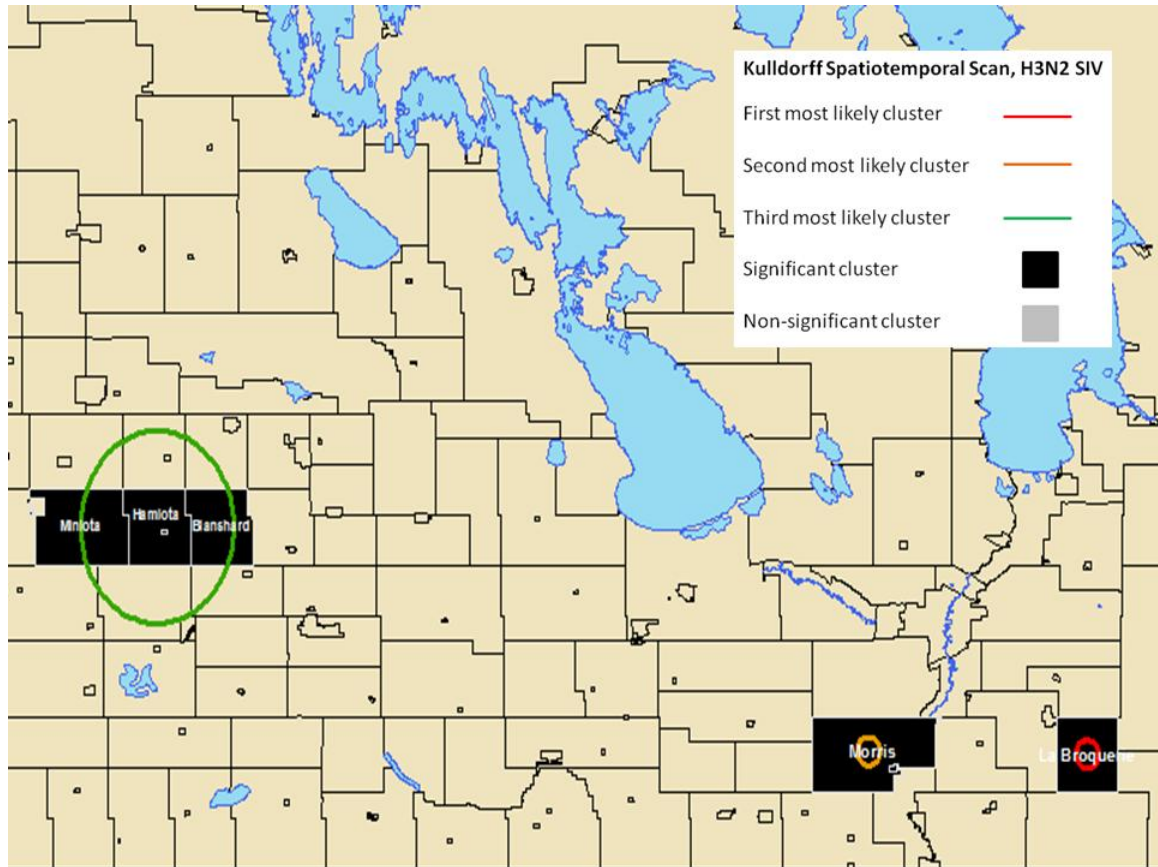 Kulldorff Spatiotemporal Scan, H3N2 SIV
First most likely cluster
Second most likely cluster
Third most likely cluster
Significant cluster
Non-significant cluster
Miniota
Hamiota
Blanshard
Morris
La Broquerie